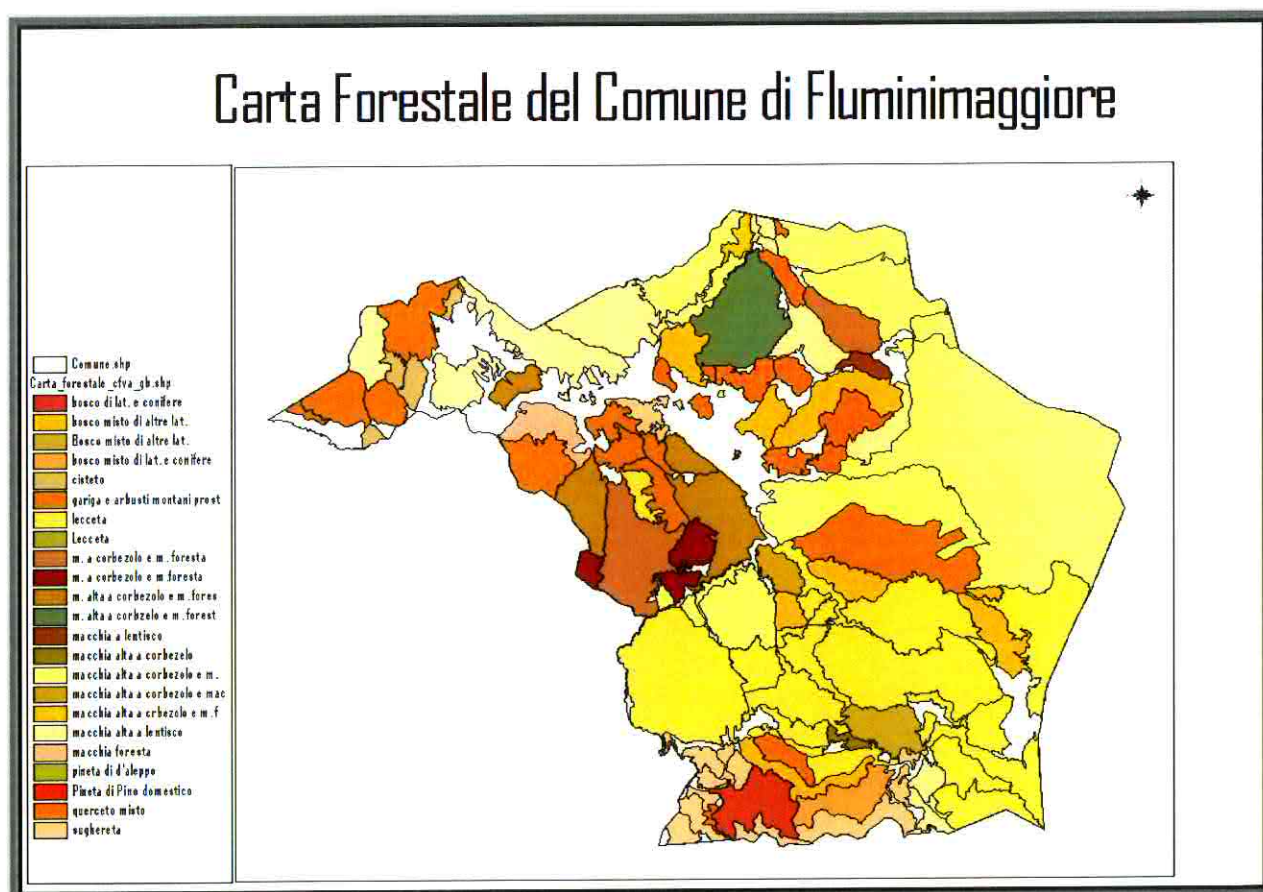 Carta Forestale del Comune di Fluminimaggiore
Comune.shp
Carta_forestale_cfva_gb.shp
bosco di lat. e conifere
bosco misto di altre lat.
Bosco misto di altre lat.
bosco misto di lat. e conifere
cisteto
gariga e arbusti montani prost
lecceta
Lecceta
m. a corbezolo e m.foresta
m. a corbezolo e m.foresta
m. alta a corbezolo e m.fores
m. alta a corbzolo e m.forest
macchia a lentisco
macchia alta a corbezolo
macchia alta a corbezolo e m.
macchia alta a corbezolo e mac
macchia alta a crbezolo e m.f
macchia alta a lentisco
macchia foresta
pineta di d'aleppo
Pineta di Pino domestico
querceto misto
sughereta